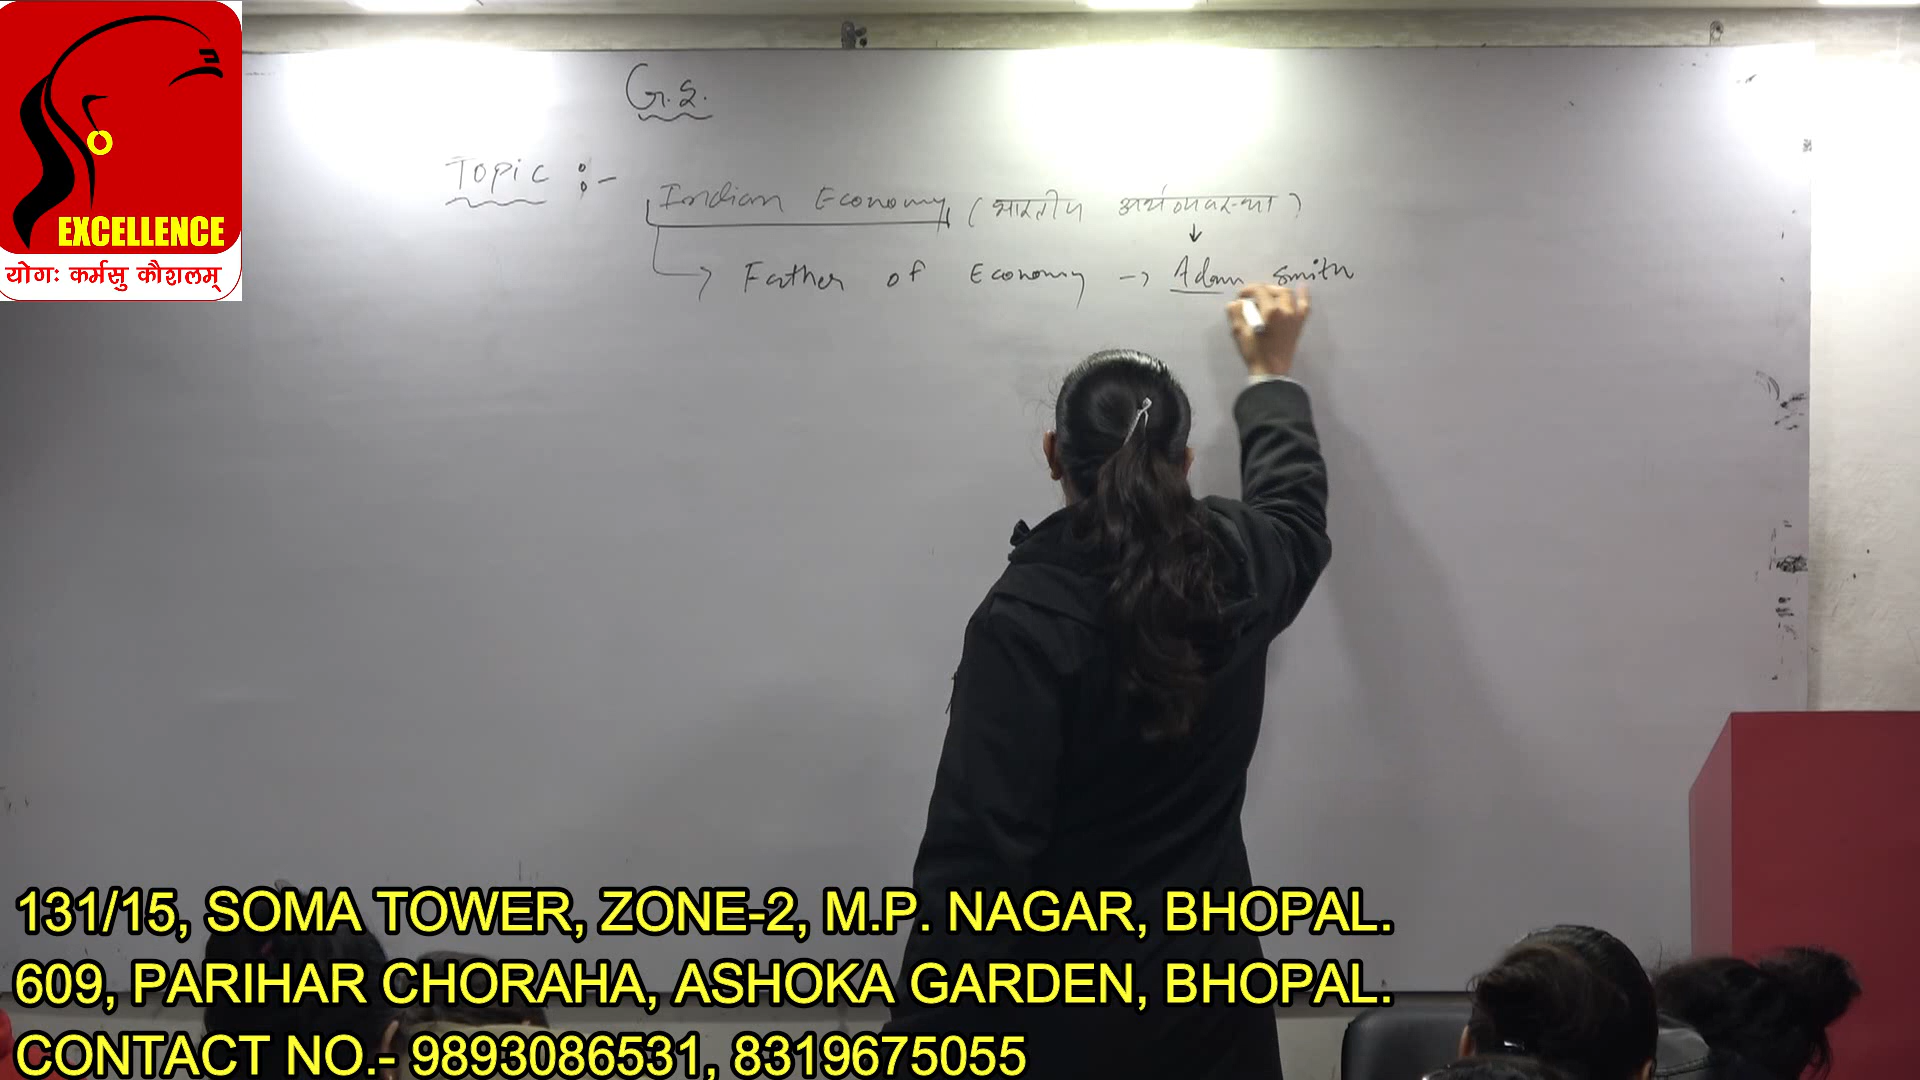 EXCELLENCE
योगः कर्मसु कौशलम्
G.S.
Topic :-
Indian Economy (भारतीय अर्थव्यवस्था)
↓
→ Father of Economy → Adam Smith
131/15, SOMA TOWER, ZONE-2, M.P. NAGAR, BHOPAL.
609, PARIHAR CHORAHA, ASHOKA GARDEN, BHOPAL.
CONTACT NO.- 9893086531, 8319675055